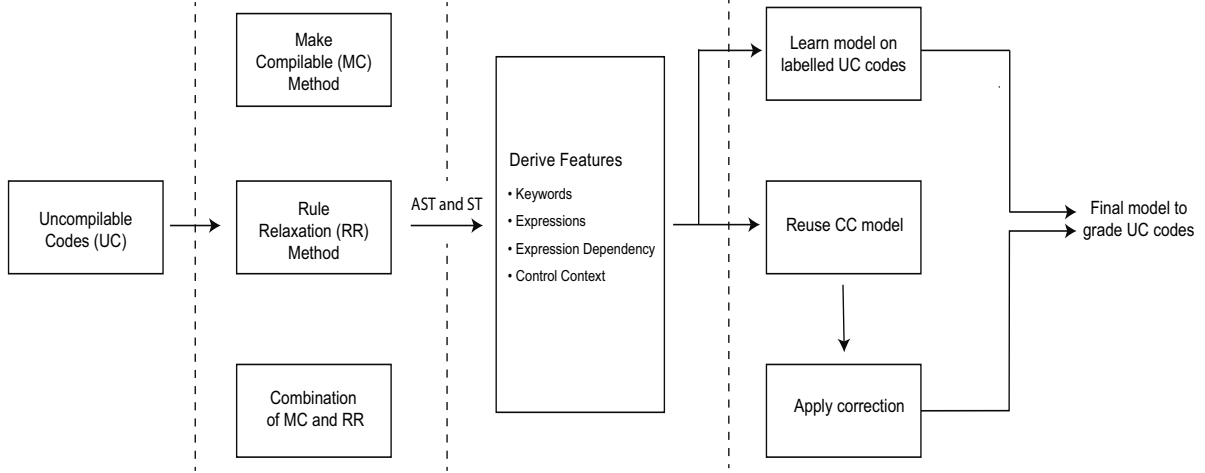 Uncompilable
Codes (UC)
Make
Compilable (MC)
Method
Rule
Relaxation (RR)
Method
Combination
of MC and RR
AST and ST
Derive Features
• Keywords
• Expressions
• Expression Dependency
• Control Context
Learn model on
labelled UC codes
Reuse CC model
Apply correction
Final model to
grade UC codes